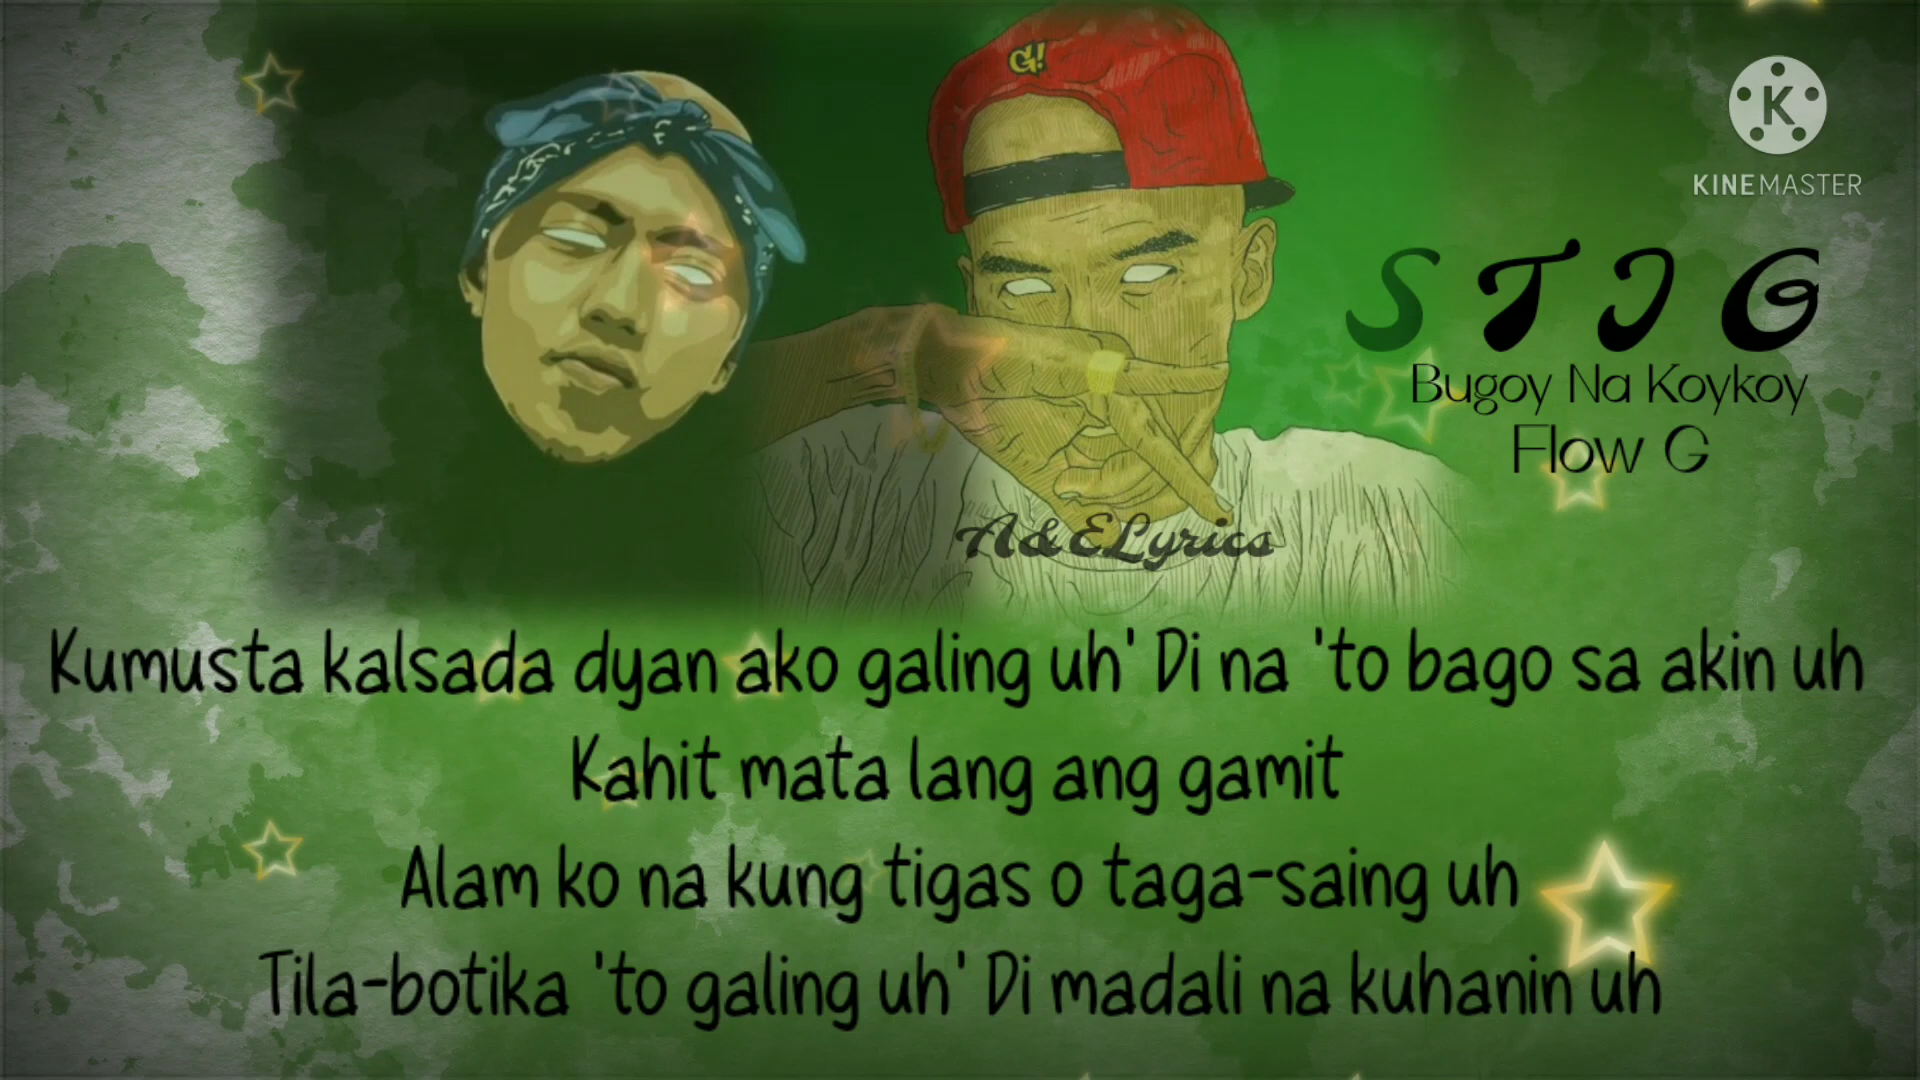 G!
K
KINEMASTER
STIG
Bugoy Na Koykoy
Flow G
A&ELyrics
Kumusta kalsada dyan ako galing uh' Di na 'to bago sa akin uh
Kahit mata lang ang gamit
Alam ko na kung tigas o taga-saing uh
Tila-botika 'to galing uh' Di madali na kuhanin uh